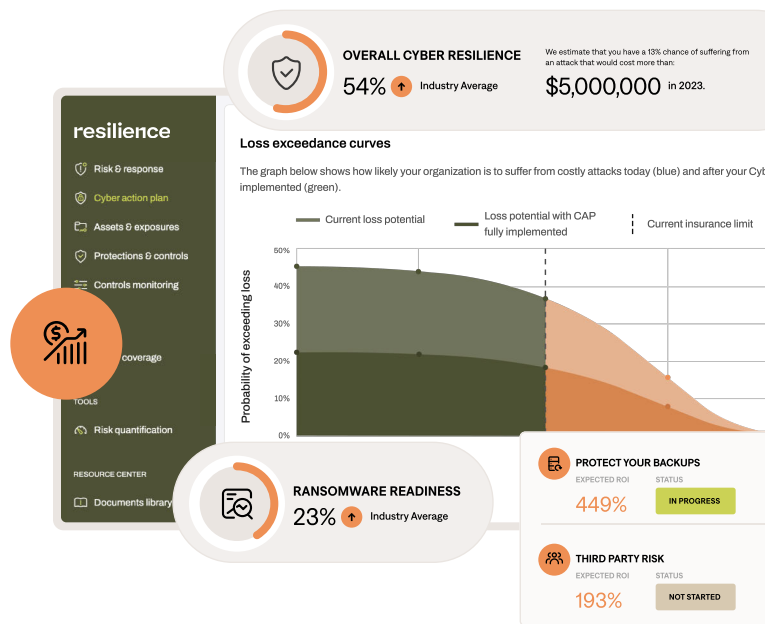 OVERALL CYBER RESILIENCE
54%
Industry Average
We estimate that you have a 13% chance of suffering from
an attack that would cost more than:
$5,000,000 in 2023.
resilience
Risk & response
Cyber action plan
Assets & exposures
Protections & controls
Controls monitoring
coverage
TOOLS
Risk quantification
RESOURCE CENTER
Documents library
Loss exceedance curves
The graph below shows how likely your organization is to suffer from costly attacks today (blue) and after your
implemented (green).
Current loss potential
Loss potential with CAP
fully implemented
Current insurance limit
Probability of exceeding loss
50%
40%
30%
20%
10%
0%
RANSOMWARE READINESS
23%
Industry Average
PROTECT YOUR BACKUPS
EXPECTED ROI
STATUS
449%
IN PROGRESS
THIRD PARTY RISK
EXPECTED ROI
STATUS
193%
NOT STARTED